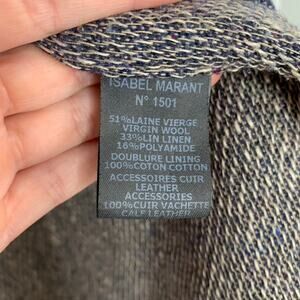 ISABEL MARANT
N° 1501
51%LAINE VIERGE
VIRGIN WOOL
33%LIN LINEN
16%POLYAMIDE
DOUBLURE LINING
100%COTON COTTON
ACCESSOIRES CUIR
LEATHER
ACCESSORIES
100%CUIR VACHETTE
CALF LEATHER